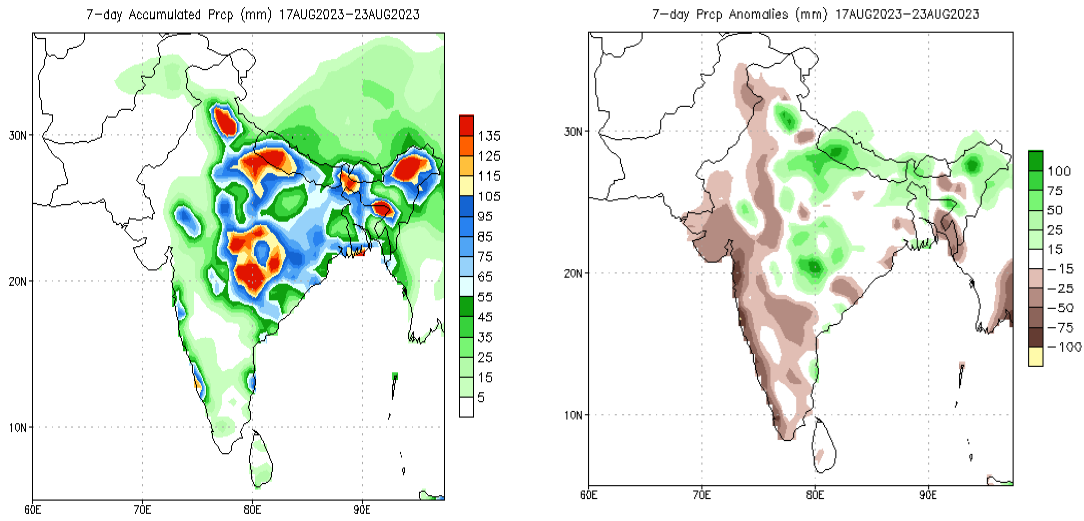 7-day Accumulated Prcp (mm) 17AUG2023-23AUG2023
30N
20N
10N
60E 70E 80E 90E
135
125
115
105
95
85
75
65
55
45
35
25
15
5
7-day Prcp Anomalies (mm) 17AUG2023-23AUG2023
30N
20N
10N
60E 70E 80E 90E
100
75
50
25
15
-15
-25
-50
-75
-100